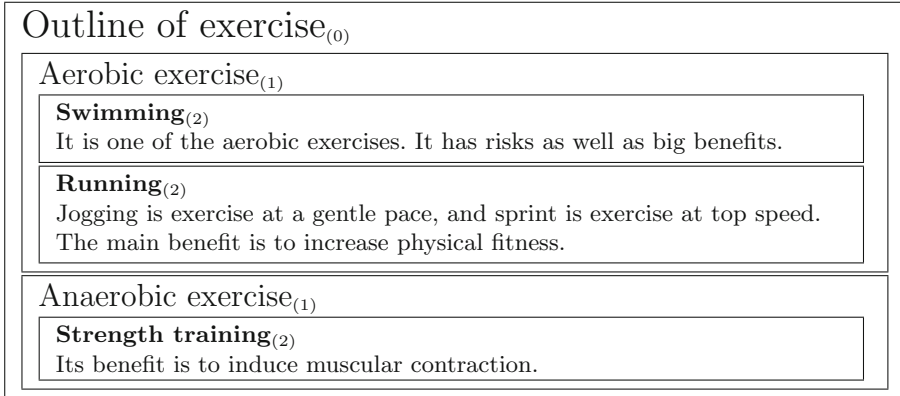 Outline of exercise(0)
Aerobic exercise(1)
Swimming(2)
It is one of the aerobic exercises. It has risks as well as big benefits.
Running(2)
Jogging is exercise at a gentle pace, and sprint is exercise at top speed.
The main benefit is to increase physical fitness.
Anaerobic exercise(1)
Strength training(2)
Its benefit is to induce muscular contraction.